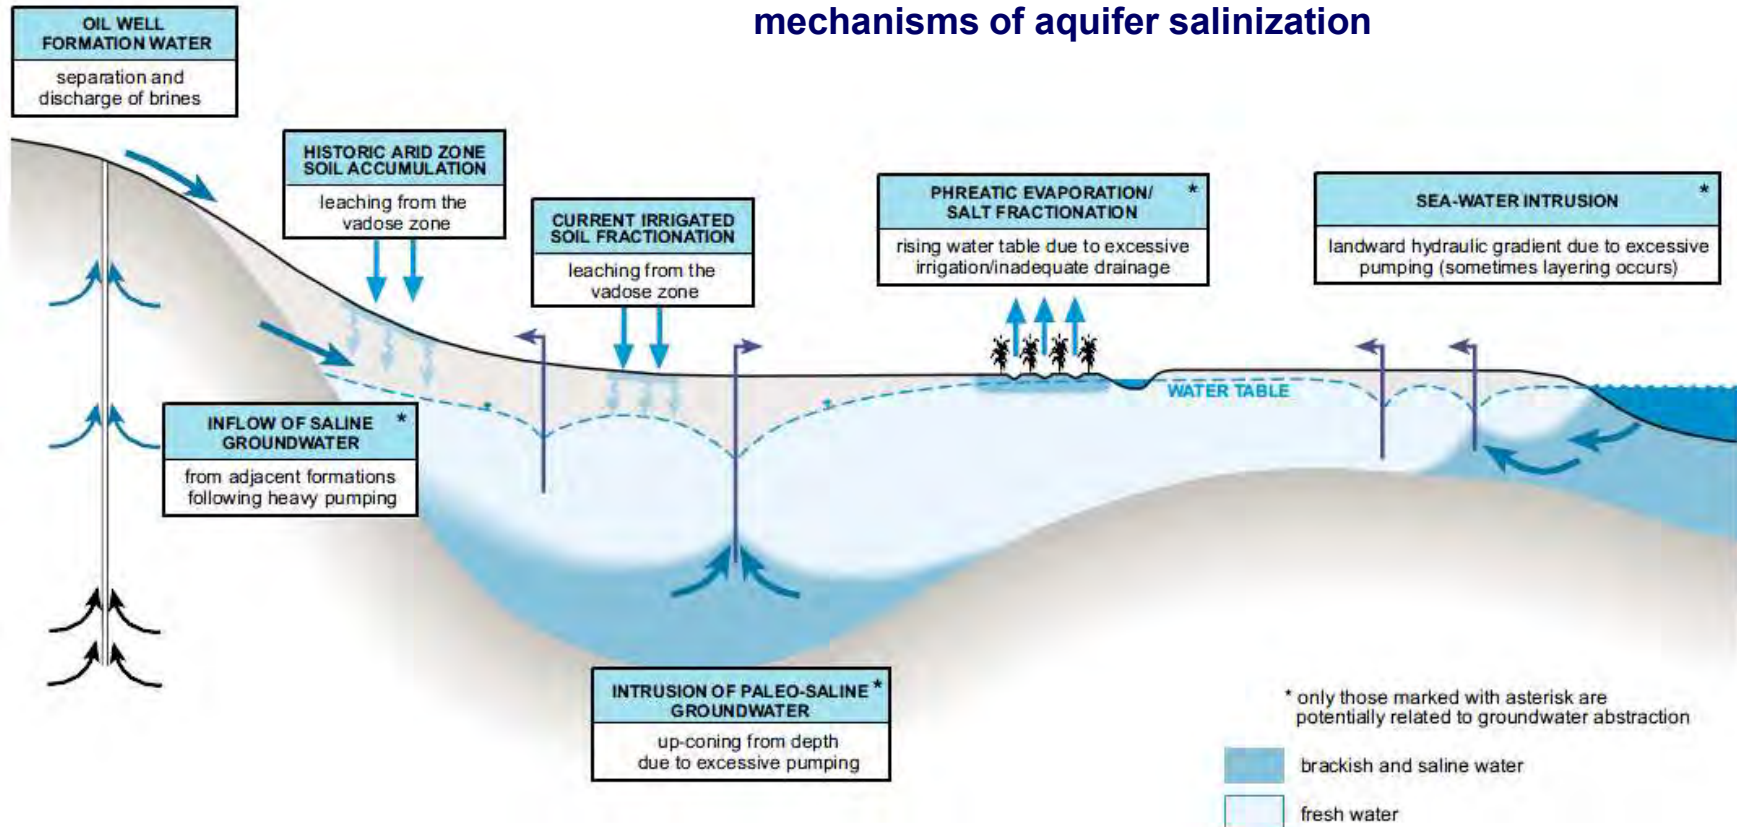 mechanisms of aquifer salinization
OIL WELL
FORMATION WATER
separation and
discharge of brines
HISTORIC ARID ZONE
SOIL ACCUMULATION
leaching from the
vadose zone
CURRENT IRRIGATED
SOIL FRACTIONATION
leaching from the
vadose zone
PHREATIC EVAPORATION/ *
SALT FRACTIONATION
rising water table due to excessive
irrigation/inadequate drainage
SEA-WATER INTRUSION *
landward hydraulic gradient due to excessive
pumping (sometimes layering occurs)
WATER TABLE
INFLOW OF SALINE *
GROUNDWATER
from adjacent formations
following heavy pumping
INTRUSION OF PALEO-SALINE *
GROUNDWATER
up-coning from depth
due to excessive pumping
* only those marked with asterisk are
potentially related to groundwater abstraction
brackish and saline water
fresh water